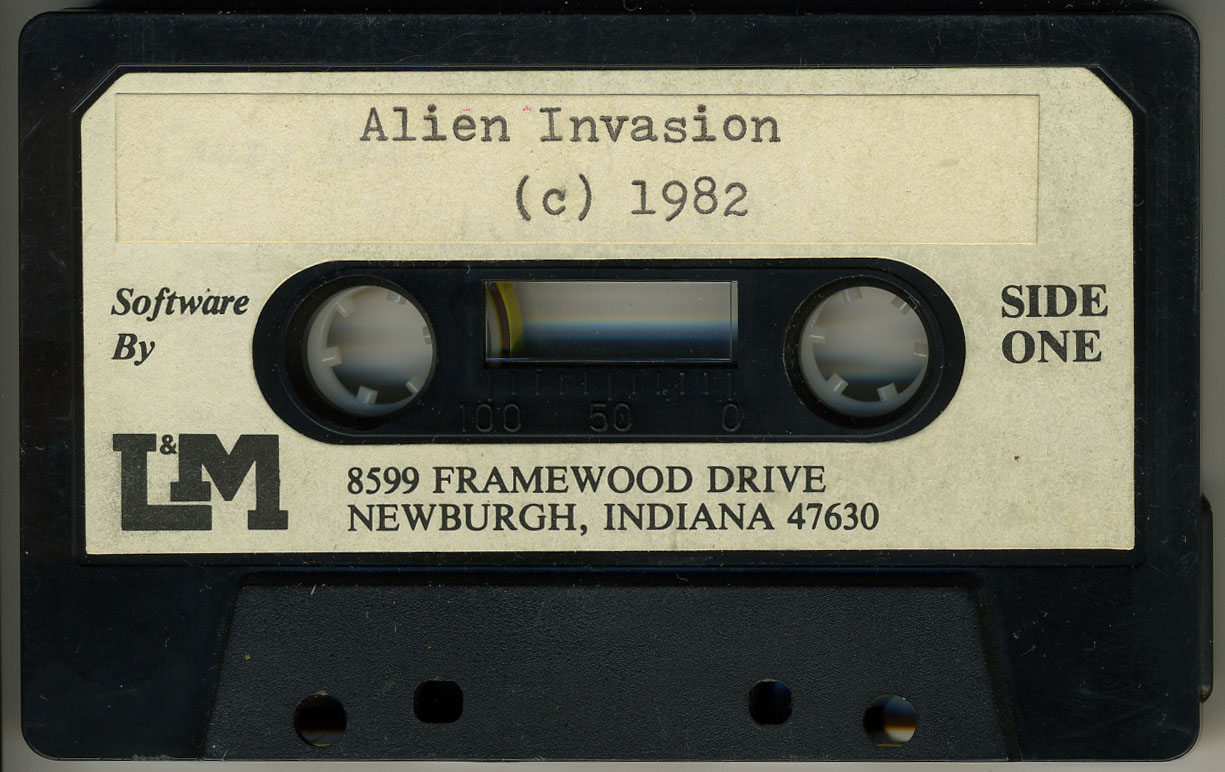 Alien Invasion
(c) 1982
Software
By
SIDE
ONE
100 50 0
L&M
8599 FRAMEWOOD DRIVE
NEWBURGH, INDIANA 47630